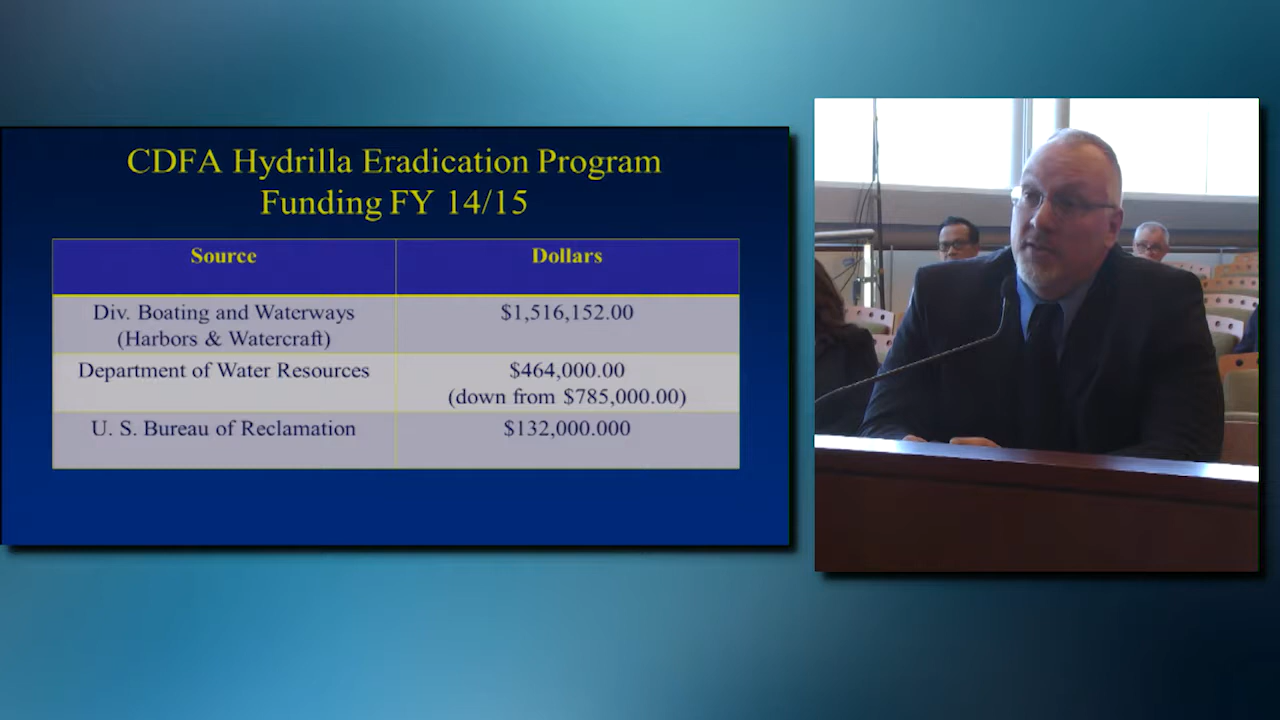 CDFA Hydrilla Eradication Program
Funding FY 14/15
Source
Dollars
Div. Boating and Waterways
(Harbors & Watercraft)
$1,516,152.00
Department of Water Resources
$464,000.00
(down from $785,000.00)
U. S. Bureau of Reclamation
$132,000.000